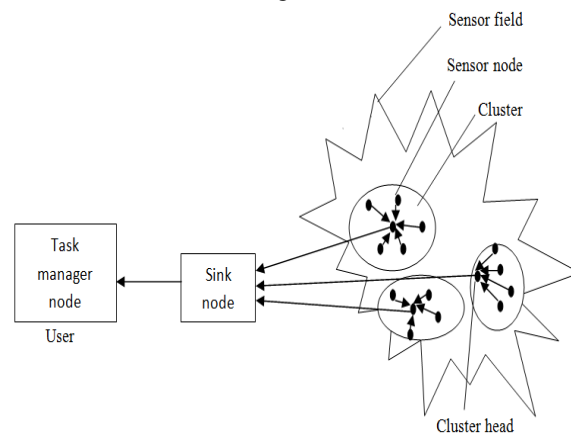 Sensor field
Sensor node
Cluster
Task
manager
node
Sink
node
User
Cluster head